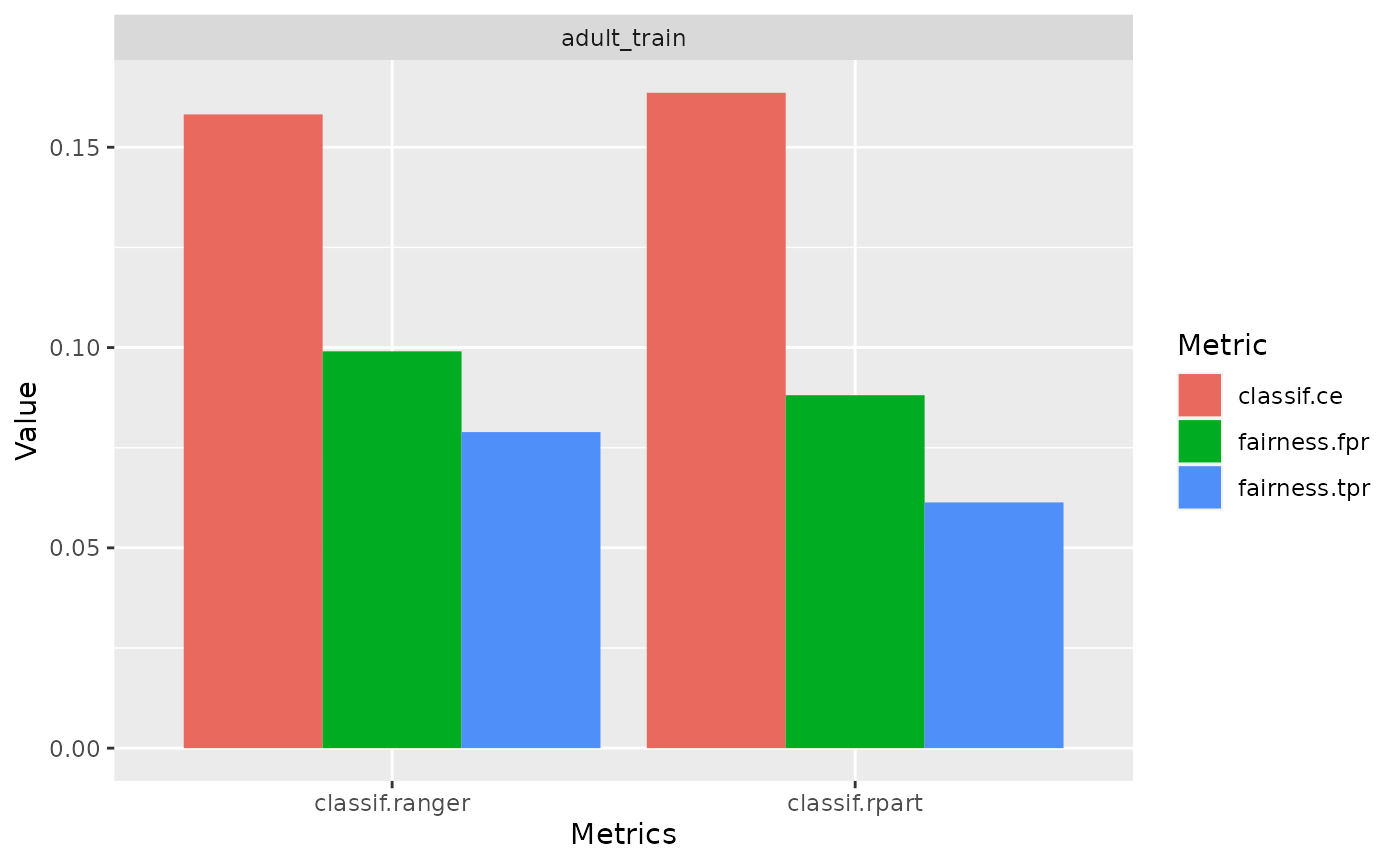 adult_train
Value
0.15
0.10
0.05
0.00
classif.ranger
classif.rpart
Metrics
Metric
classif.ce
fairness.fpr
fairness.tpr